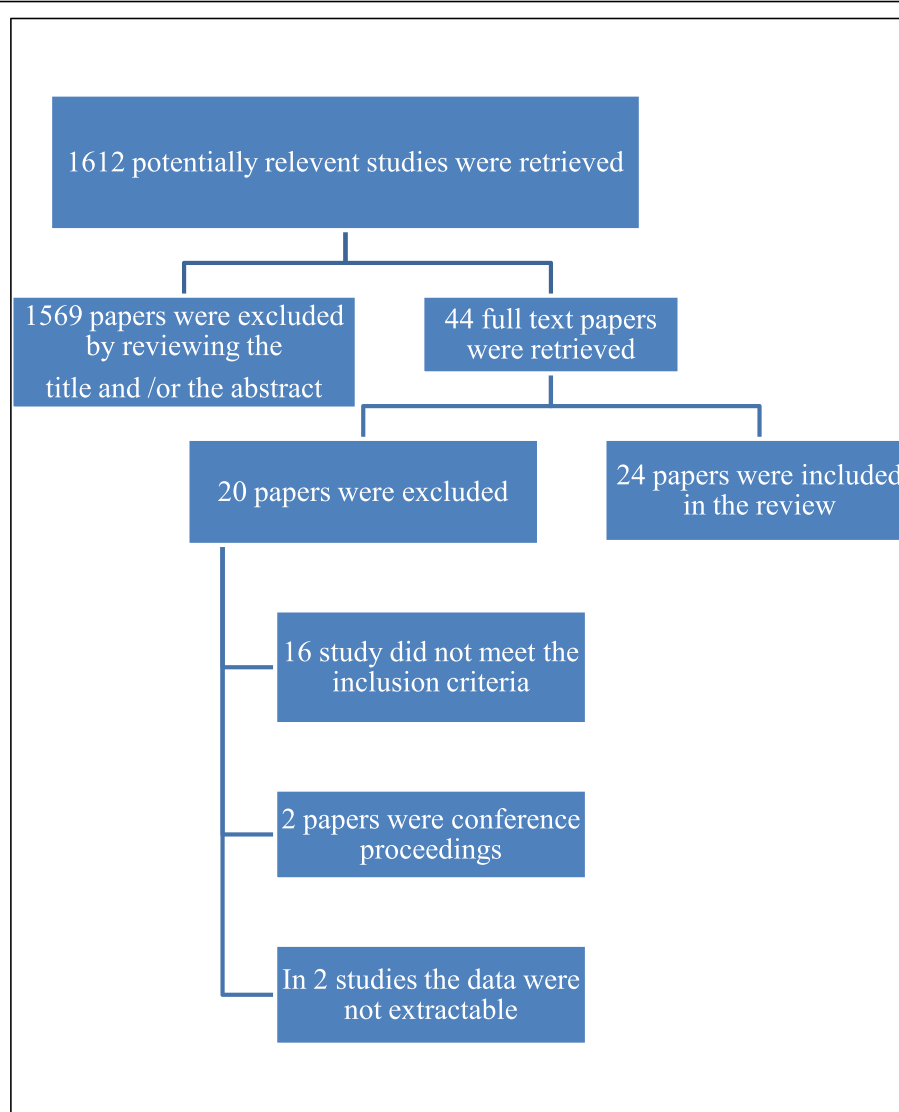 1612 potentially relevent studies were retrieved
1569 papers were excluded
by reviewing the
title and /or the abstract
44 full text papers
were retrieved
20 papers were excluded
24 papers were included
in the review
16 study did not meet the
inclusion criteria
2 papers were conference
proceedings
In 2 studies the data were
not extractable